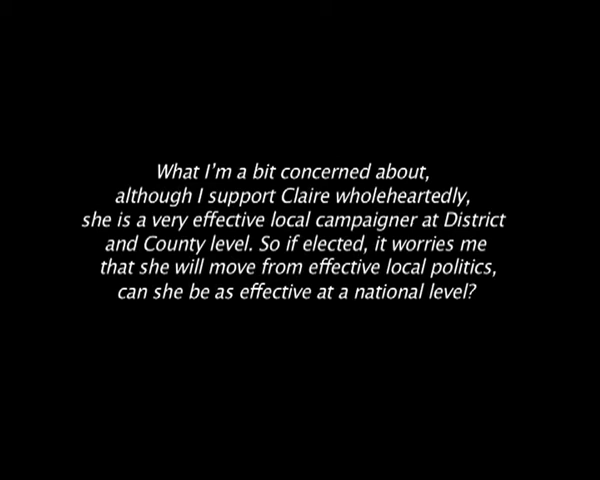 What I'm a bit concerned about,
although I support Claire wholeheartedly,
she is a very effective local campaigner at District
and County level. So if elected, it worries me
that she will move from effective local politics,
can she be as effective at a national level?